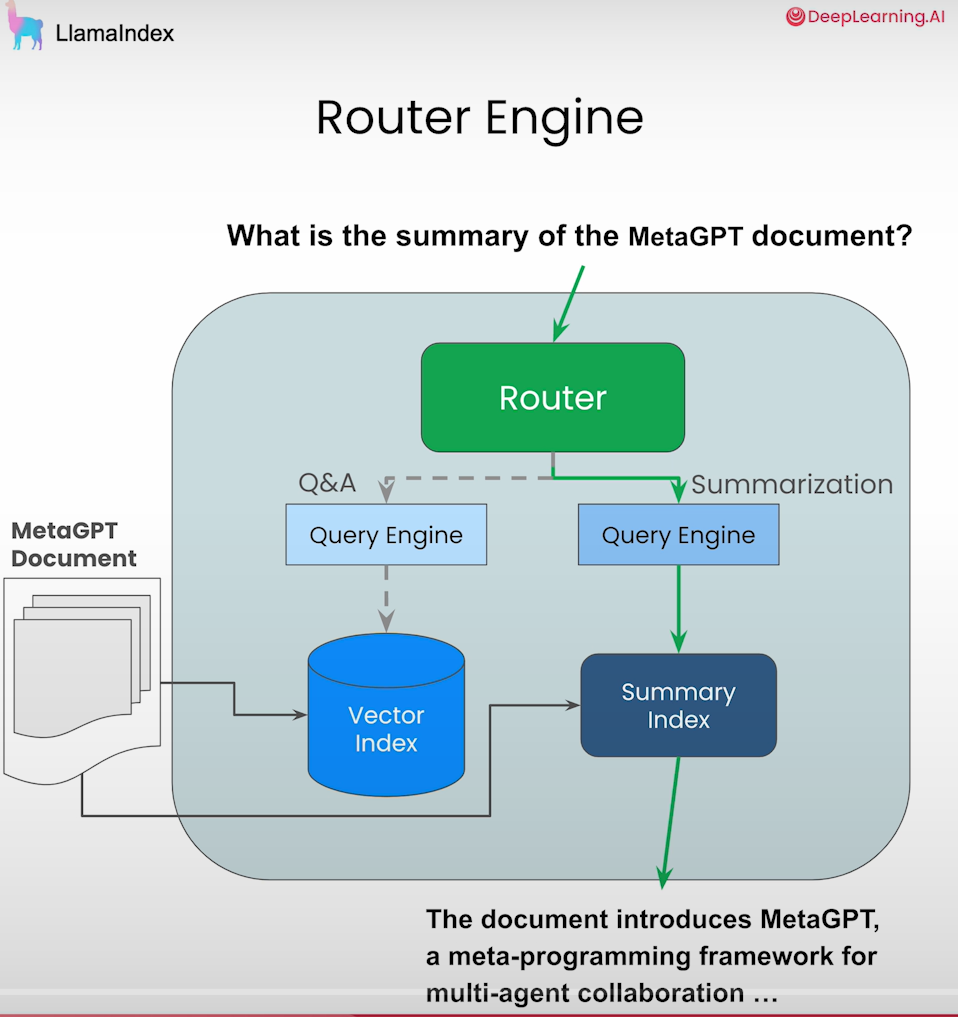 LlamaIndex
DeepLearning.AI
Router Engine
What is the summary of the MetaGPT document?
Router
Q&A
Summarization
Query Engine
Query Engine
MetaGPT
Document
Vector
Index
Summary
Index
The document introduces MetaGPT,
a meta-programming framework for
multi-agent collaboration ...